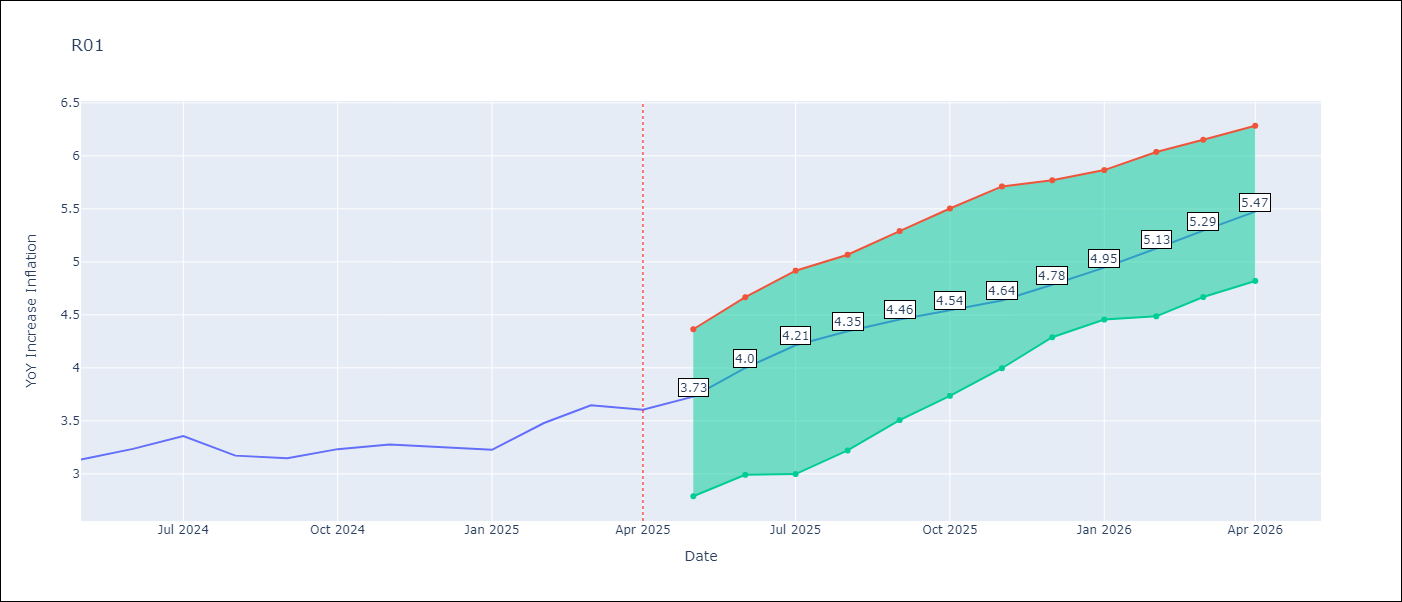 R01
YoY Increase Inflation
6.5
6
5.5
5
4.5
4
3.5
3
3.73
4.0
4.21
4.35
4.46
4.54
4.64
4.78
4.95
5.13
5.29
5.47
Jul 2024
Oct 2024
Jan 2025
Apr 2025
Jul 2025
Oct 2025
Jan 2026
Apr 2026
Date